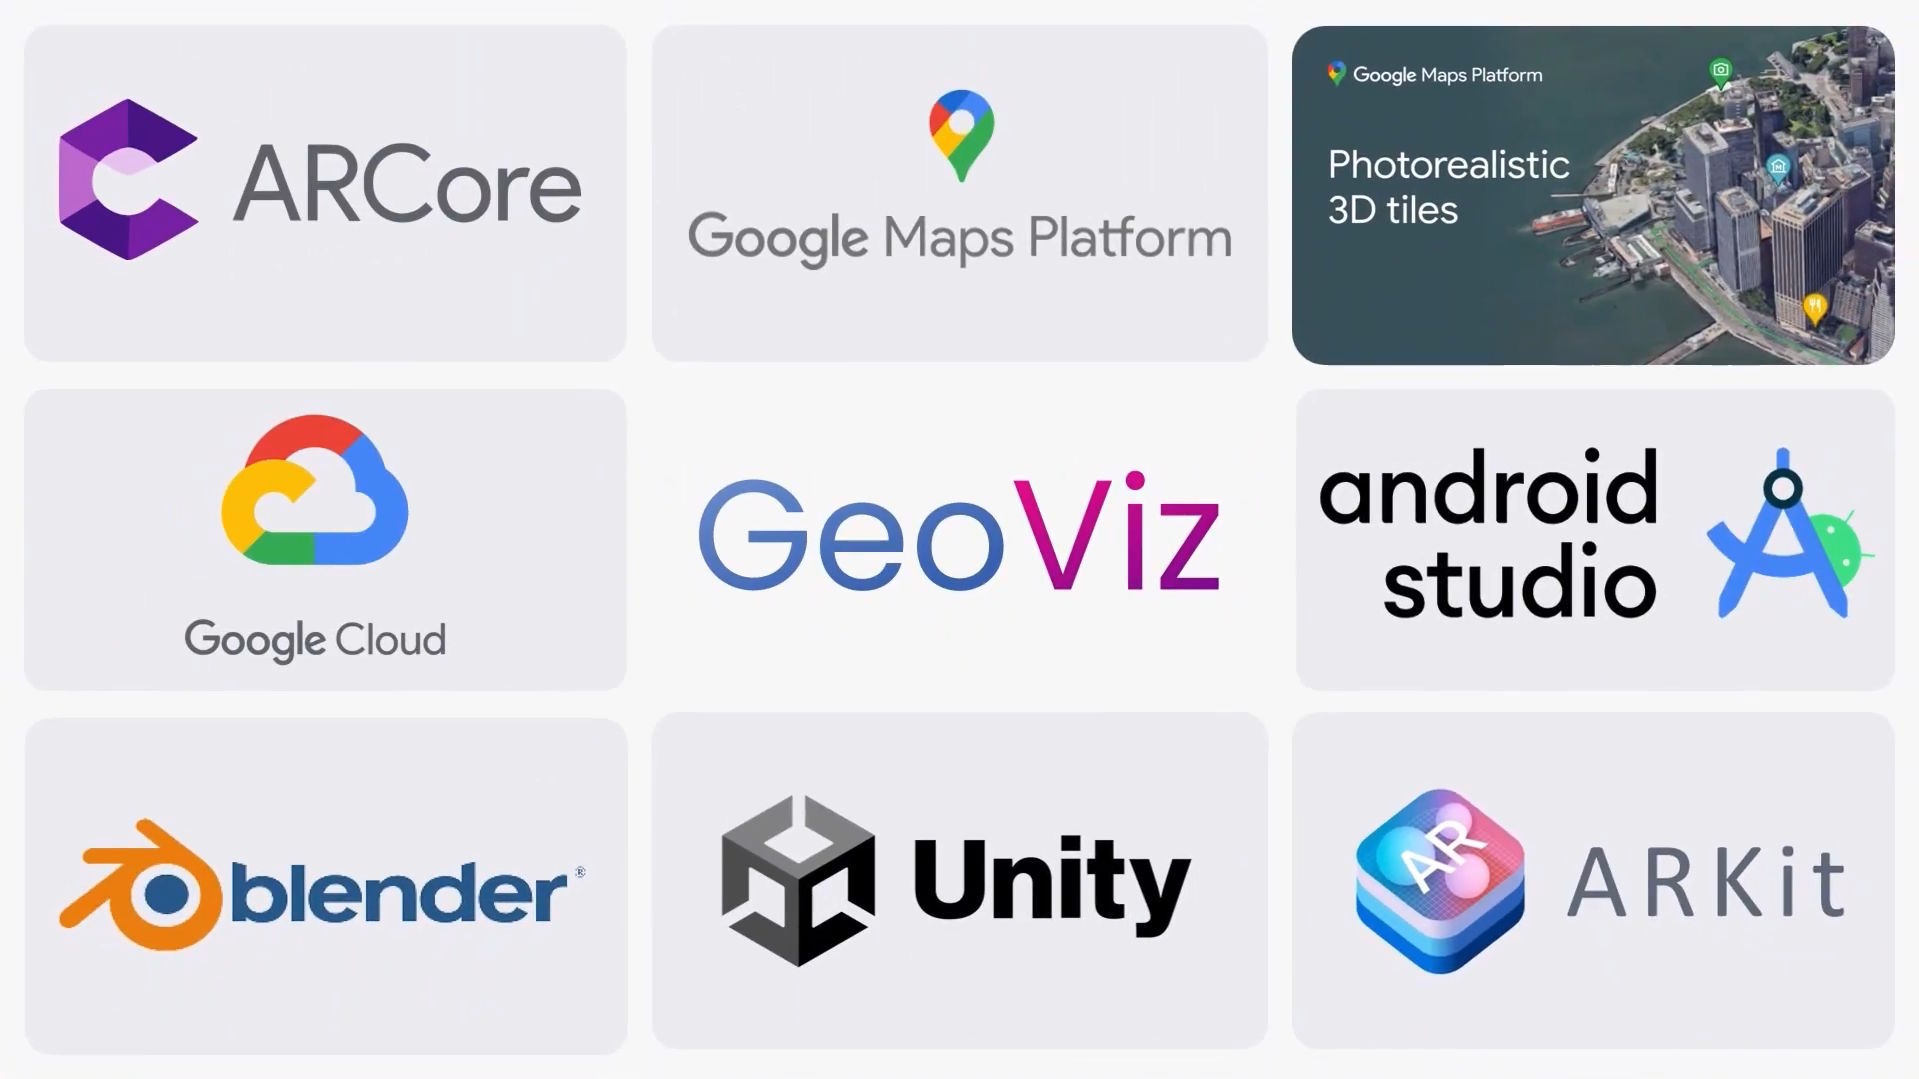 ARCore
Google Maps Platform
Google Maps Platform
Photorealistic
3D tiles
Google Cloud
GeoViz
android
studio
blender®
Unity
AR
ARKit